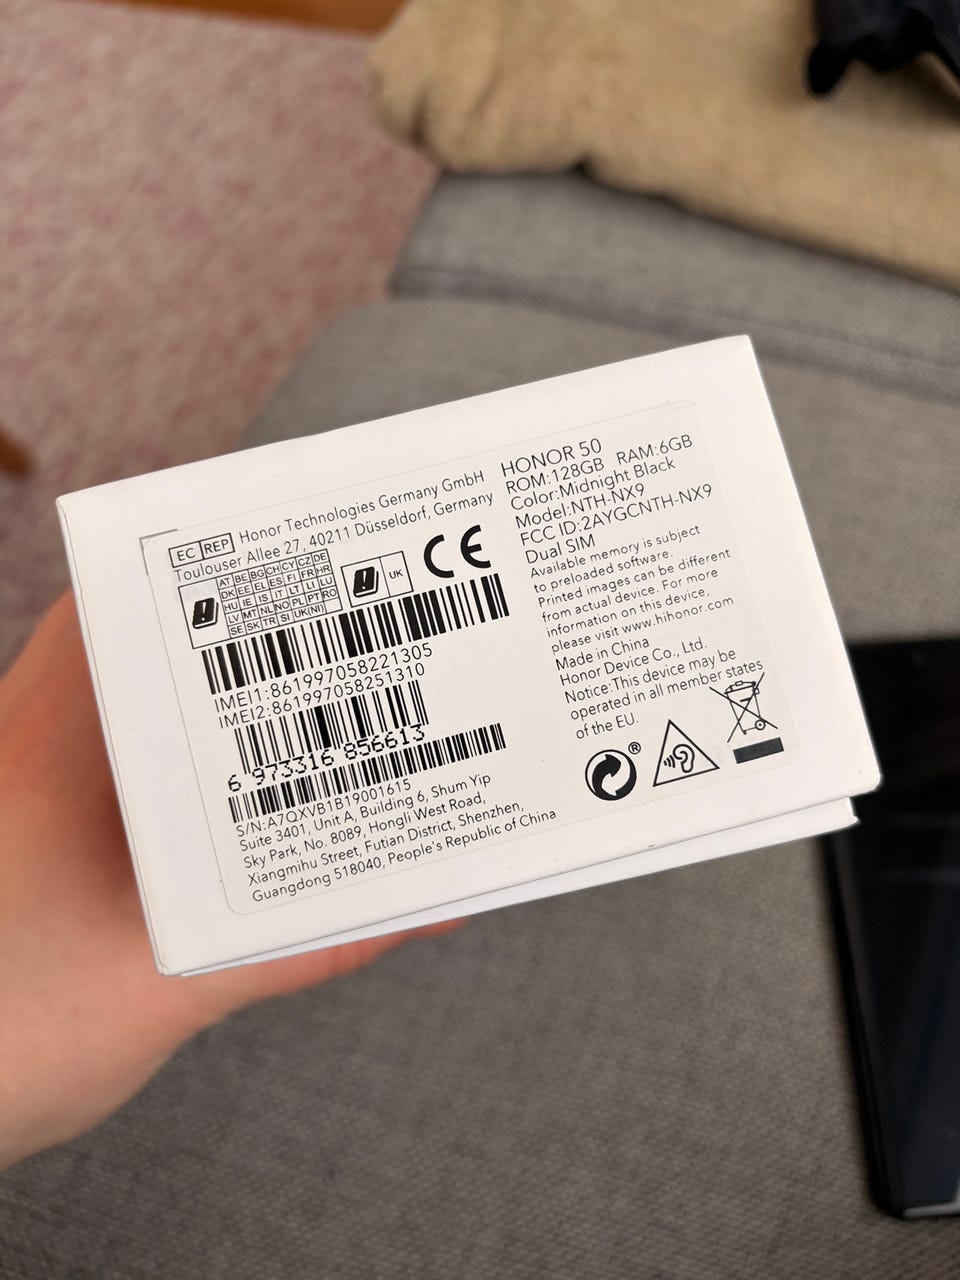 EC REP Honor Technologies Germany GmbH
Toulouser Allee 27, 40211 Düsseldorf, Germany
AT BE BG CH CY CZ DE
DK EE EL ES FI FR HR
HU IE IS IT LT LI LU
LV MT NL NO PL PT RO
SE SK TR SI UK(NI)
UK
CE
IMEI1:861997058221305
IMEI2:861997058251310
6 973316 856613
S/N:A7QXVB1B19001615
Suite 3401, Unit A, Building 6, Shum Yip
Sky Park, No. 8089, Hongli West Road,
Xiangmihu Street, Futian District, Shenzhen,
Guangdong 518040, People's Republic of China
HONOR 50
ROM:128GB RAM:6GB
Color:Midnight Black
Model:NTH-NX9
FCC ID:2AYGCNTH-NX9
Dual SIM
Available memory is subject
to preloaded software.
Printed images can be different
from actual device. For more
information on this device,
please visit www.hihonor.com
Made in China
Honor Device Co., Ltd.
Notice:This device may be
operated in all member states
of the EU.
®